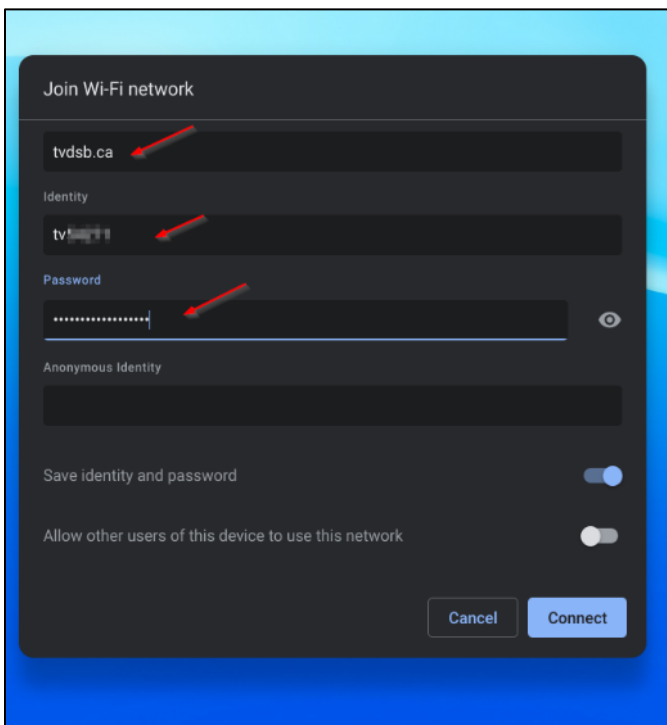 Join Wi-Fi network
tvdsb.ca
Identity
tv
Password
••••••••••••••••••
Anonymous Identity
Save identity and password
Allow other users of this device to use this network
Cancel
Connect